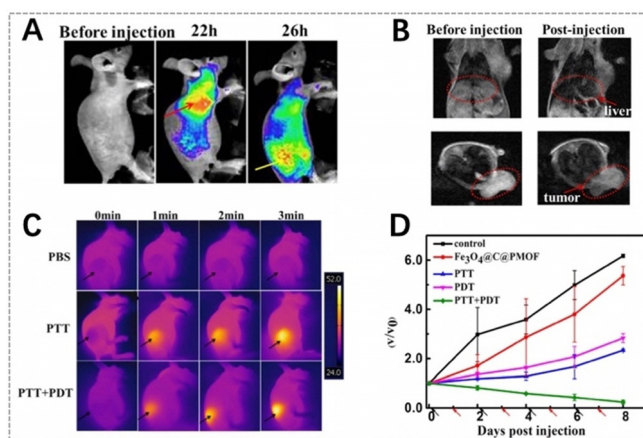 A
Before injection 22h 26h
B
Before injection Post-injection
liver
tumor
C
0min 1min 2min 3min
PBS
PTT
PTT+PDT
52.0
24.0
D
control
Fe₃O₄@C@PMOF
PTT
PDT
PTT+PDT
(v/v0)
6.0
4.0
2.0
0.0
0 2 4 6 8
Days post injection